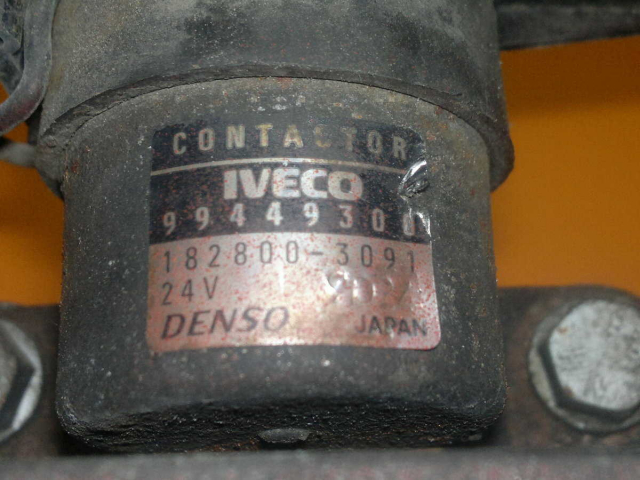 CONTACTOR
IVECO
99449300
182800-3091
24V
DENSO JAPAN